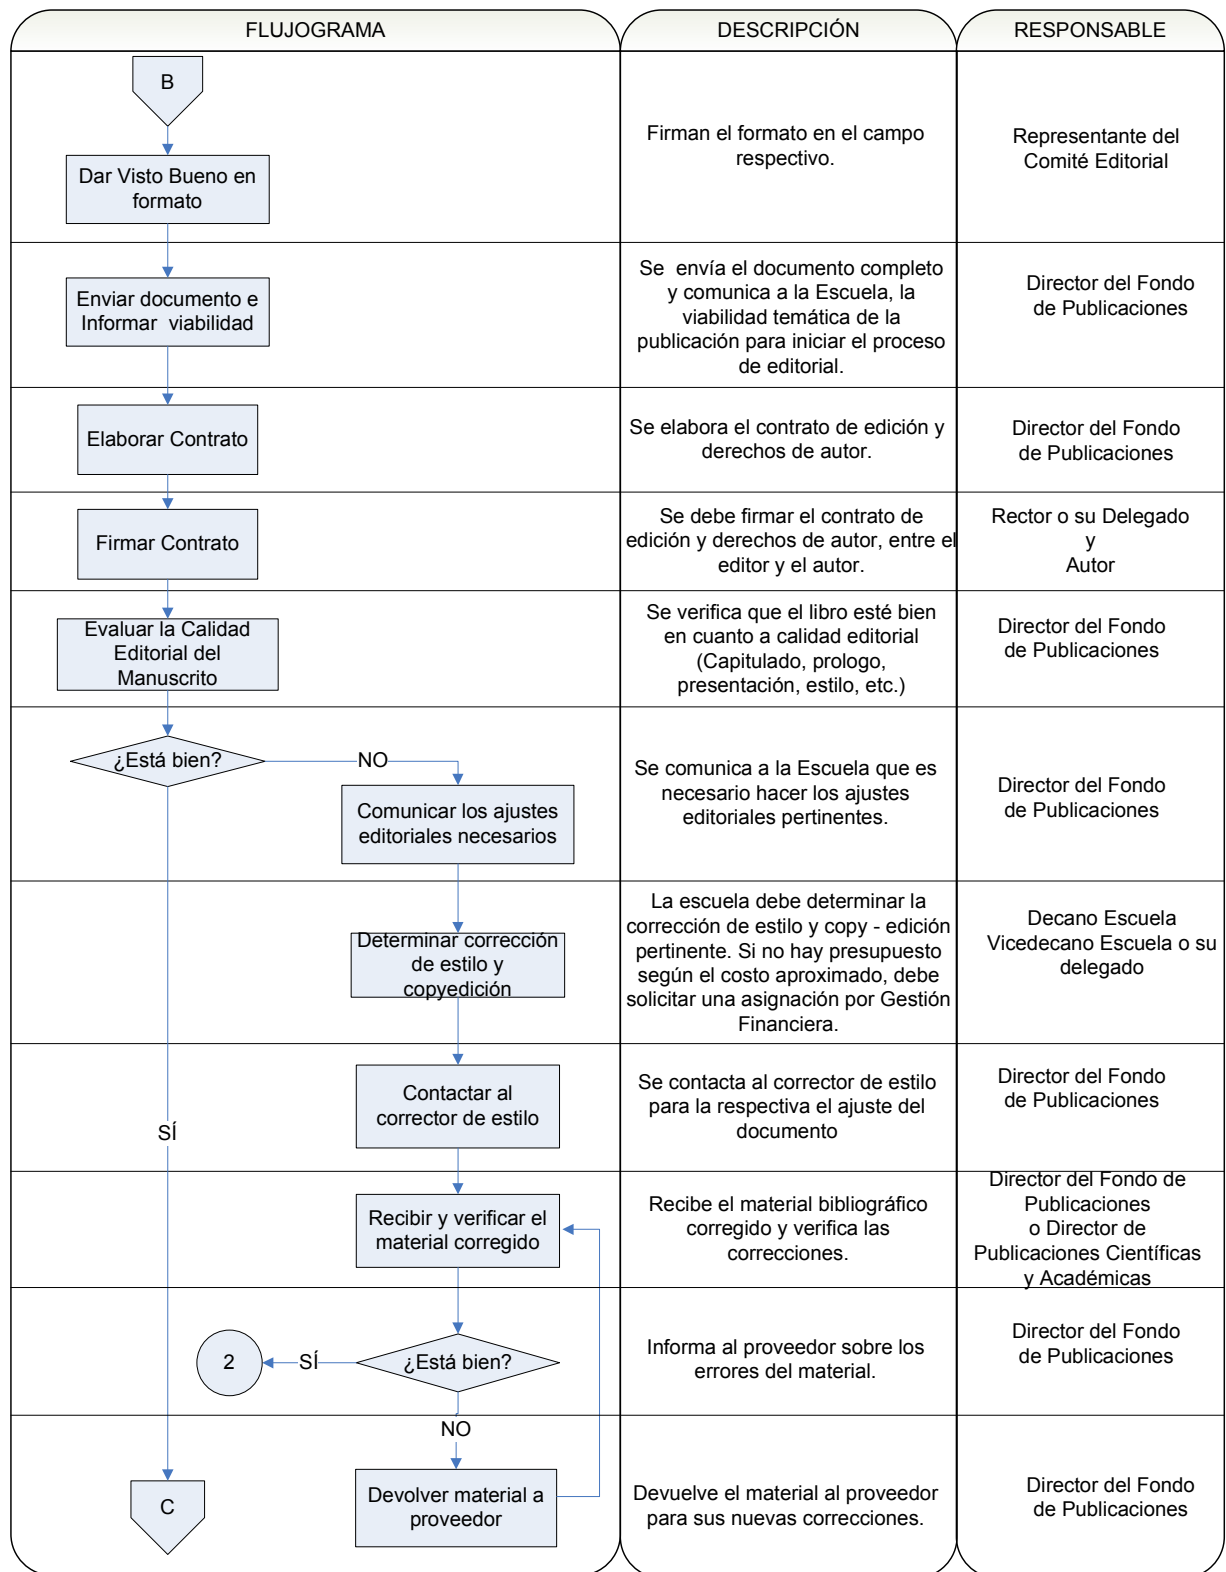 FLUJOGRAMA
DESCRIPCIÓN
RESPONSABLE
B
Dar Visto Bueno en
formato
Firman el formato en el campo
respectivo.
Representante del
Comité Editorial
Enviar documento e
Informar viabilidad
Se envía el documento completo
y comunica a la Escuela, la
viabilidad temática de la
publicación para iniciar el proceso
de editorial.
Director del Fondo
de Publicaciones
Elaborar Contrato
Se elabora el contrato de edición y
derechos de autor.
Director del Fondo
de Publicaciones
Firmar Contrato
Se debe firmar el contrato de
edición y derechos de autor, entre el
editor y el autor.
Rector o su Delegado
y
Autor
Evaluar la Calidad
Editorial del
Manuscrito
Se verifica que el libro esté bien
en cuanto a calidad editorial
(Capitulado, prologo,
presentación, estilo, etc.)
Director del Fondo
de Publicaciones
¿Está bien?
NO
Comunicar los ajustes
editoriales necesarios
Se comunica a la Escuela que es
necesario hacer los ajustes
editoriales pertinentes.
Director del Fondo
de Publicaciones
Determinar corrección
de estilo y
copyedición
La escuela debe determinar la
corrección de estilo y copy - edición
pertinente. Si no hay presupuesto
según el costo aproximado, debe
solicitar una asignación por Gestión
Financiera.
Decano Escuela
Vicedecano Escuela o su
delegado
SÍ
Contactar al
corrector de estilo
Se contacta al corrector de estilo
para la respectiva el ajuste del
documento
Director del Fondo
de Publicaciones
Recibir y verificar el
material corregido
Recibe el material bibliográfico
corregido y verifica las
correcciones.
Director del Fondo de
Publicaciones
o Director de
Publicaciones Científicas
y Académicas
2
SÍ
¿Está bien?
Informa al proveedor sobre los
errores del material.
Director del Fondo
de Publicaciones
NO
C
Devolver material a
proveedor
Devuelve el material al proveedor
para sus nuevas correcciones.
Director del Fondo
de Publicaciones